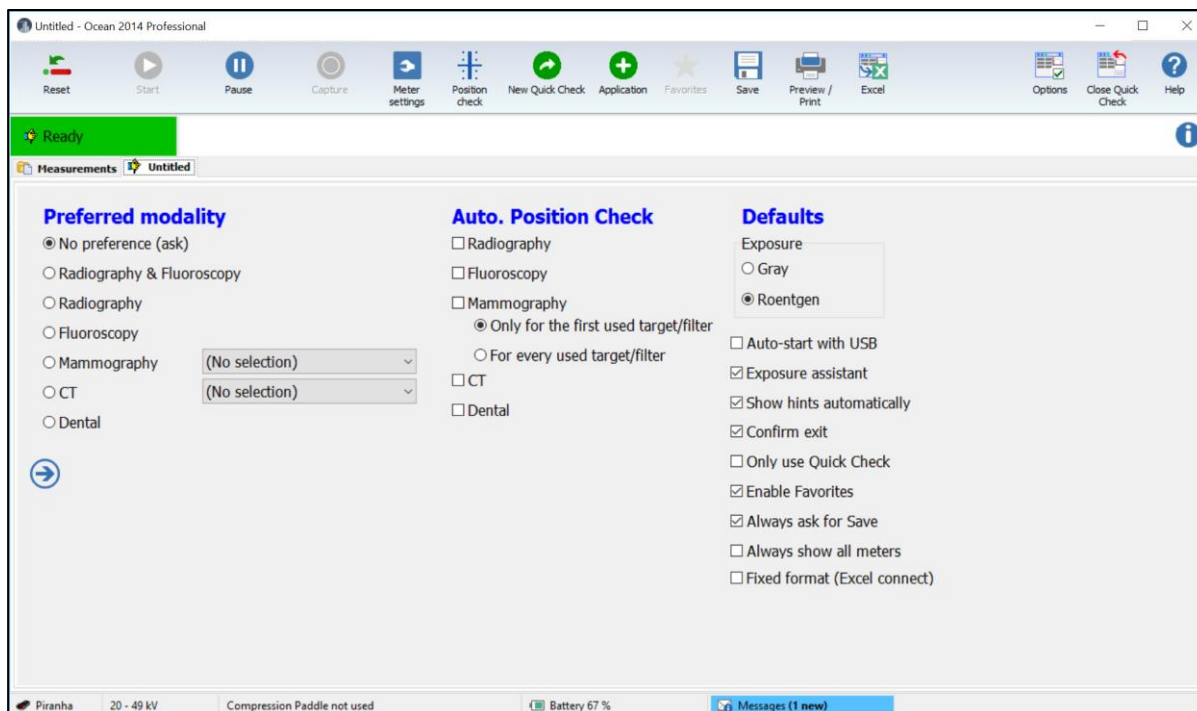 Untitled - Ocean 2014 Professional
Reset
Start
Pause
Capture
Meter
settings
Position
check
New Quick Check
Application
Favorites
Save
Preview /
Print
Excel
Options
Close Quick
Check
Help
Ready
Measurements
Untitled
Preferred modality
No preference (ask)
Radiography & Fluoroscopy
Radiography
Fluoroscopy
Mammography (No selection)
CT (No selection)
Dental
Auto. Position Check
Radiography
Fluoroscopy
Mammography
Only for the first used target/filter
For every used target/filter
CT
Dental
Defaults
Exposure
Gray
Roentgen
Auto-start with USB
Exposure assistant
Show hints automatically
Confirm exit
Only use Quick Check
Enable Favorites
Always ask for Save
Always show all meters
Fixed format (Excel connect)
Piranha 20 - 49 kV Compression Paddle not used Battery 67 % Messages (1 new)